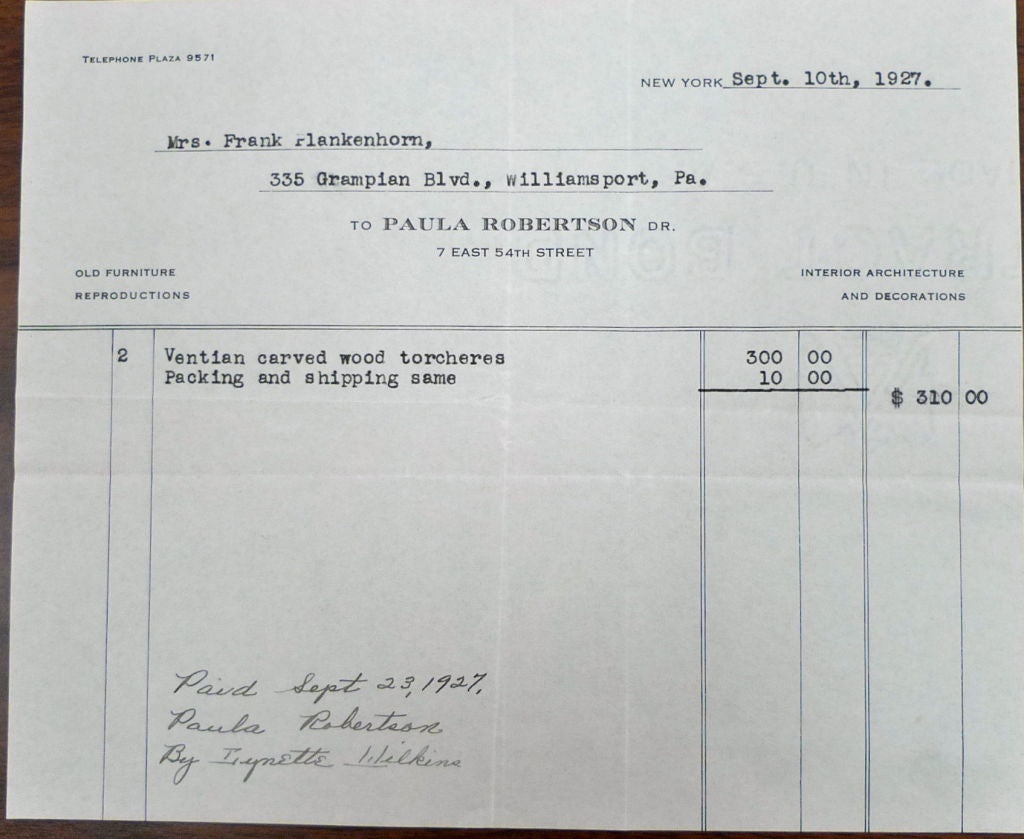 TELEPHONE PLAZA 9571
NEW YORK Sept. 10th, 1927.
Mrs. Frank Flankenhorn,
335 Grampian Blvd., Williamsport, Pa.
TO PAULA ROBERTSON DR.
7 EAST 54TH STREET
OLD FURNITURE
REPRODUCTIONS
INTERIOR ARCHITECTURE
AND DECORATIONS
2 Ventian carved wood torcheres 300 00
Packing and shipping same 10 00
$ 310 00
Paid Sept 23, 1927.
Paula Robertson
By Lynette Wilkins